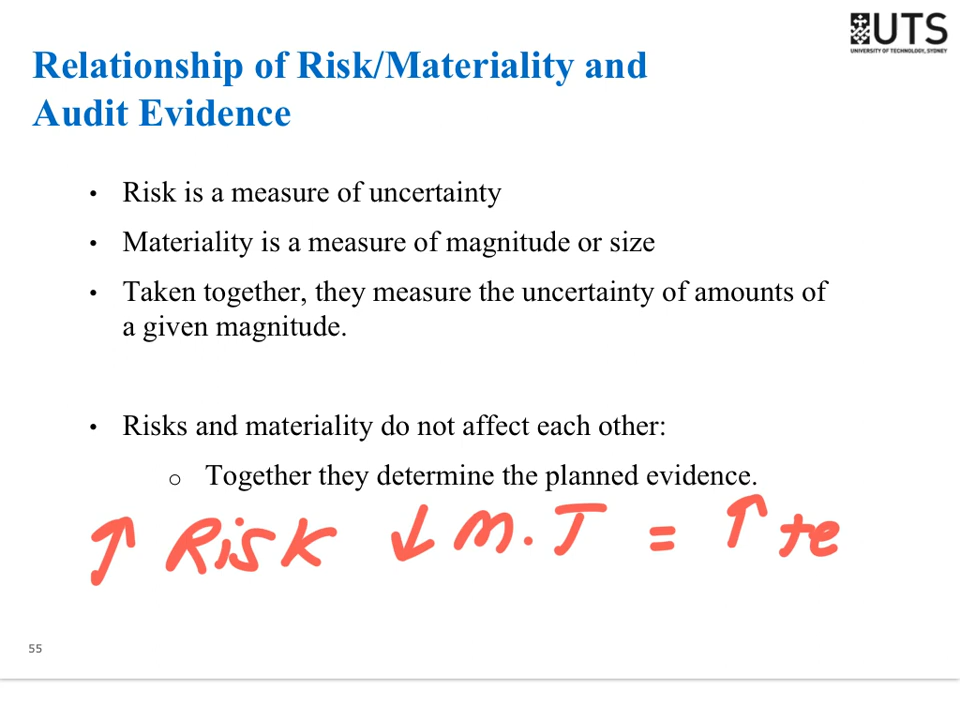 UTS
UNIVERSITY OF TECHNOLOGY, SYDNEY
Relationship of Risk/Materiality and
Audit Evidence
• Risk is a measure of uncertainty
• Materiality is a measure of magnitude or size
• Taken together, they measure the uncertainty of amounts of
a given magnitude.
• Risks and materiality do not affect each other:
o Together they determine the planned evidence.
↑ Risk ↓ M.T = ↑ te
55